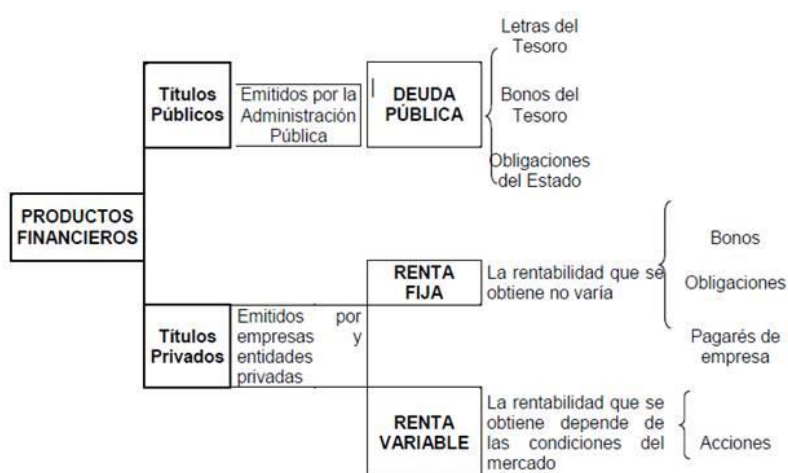 PRODUCTOS
FINANCIEROS
Títulos
Públicos
Emitidos por la
Administración
Pública
DEUDA
PÚBLICA
Letras del
Tesoro
Bonos del
Tesoro
Obligaciones
del Estado
Títulos
Privados
Emitidos por
empresas y
entidades
privadas
RENTA
FIJA
La rentabilidad que se
obtiene no varía
Bonos
Obligaciones
Pagarés de
empresa
RENTA
VARIABLE
La rentabilidad que se
obtiene depende de
las condiciones del
mercado
Acciones